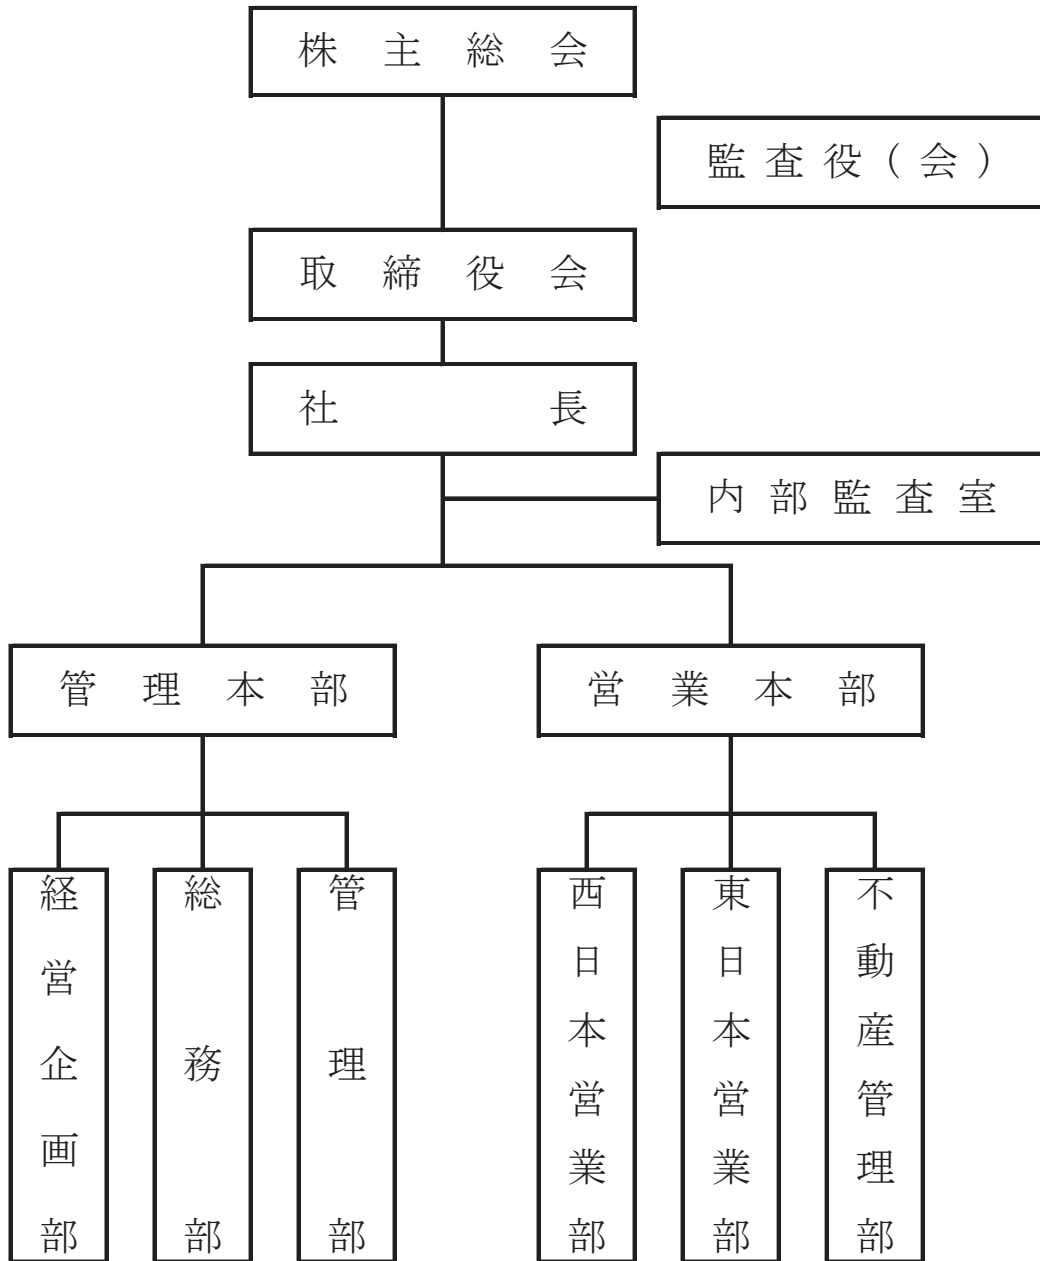 株主総会
監査役(会)
取締役会
社長
内部監査室
管理本部
営業本部
経営企画部
総務部
管理部
西日本営業部
東日本営業部
不動産管理部